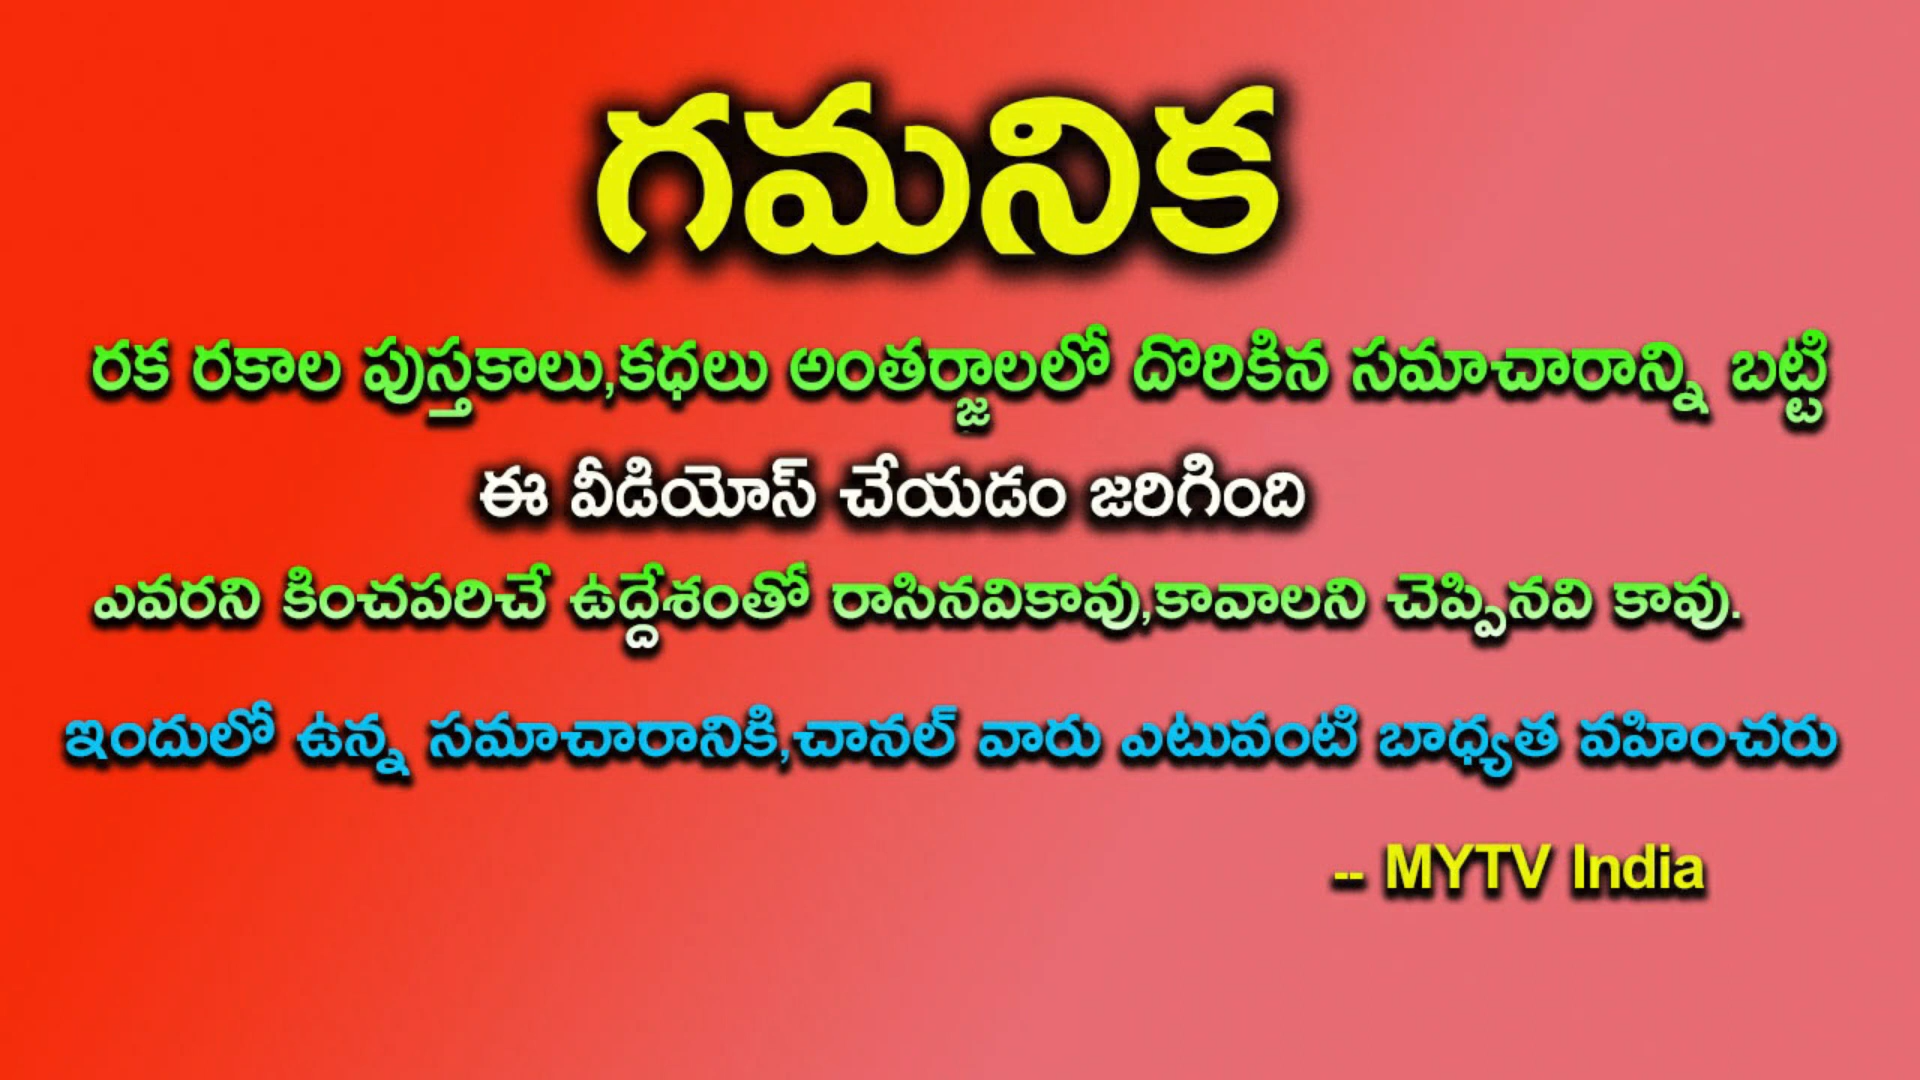 గమనిక
రక రకాల పుస్తకాలు,కధలు అంతర్జాలలో దొరికిన సమాచారాన్ని బట్టి
ఈ వీడియోస్ చేయడం జరిగింది
ఎవరని కించపరిచే ఉద్దేశంతో రాసినవికావు,కావాలని చెప్పినవి కావు.
ఇందులో ఉన్న సమాచారానికి,చానల్ వారు ఎటువంటి బాధ్యత వహించరు
-- MYTV India